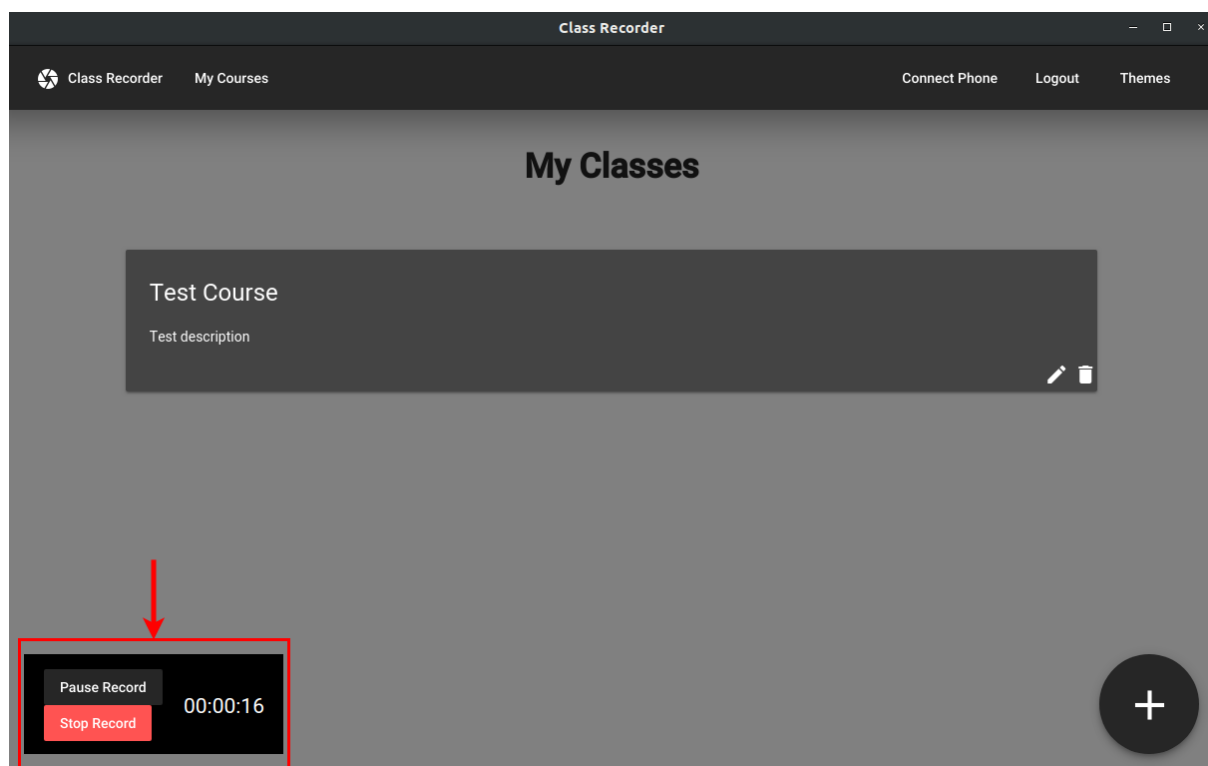 Class Recorder
Class Recorder My Courses Connect Phone Logout Themes
My Classes
Test Course
Test description
Pause Record
00:00:16
Stop Record